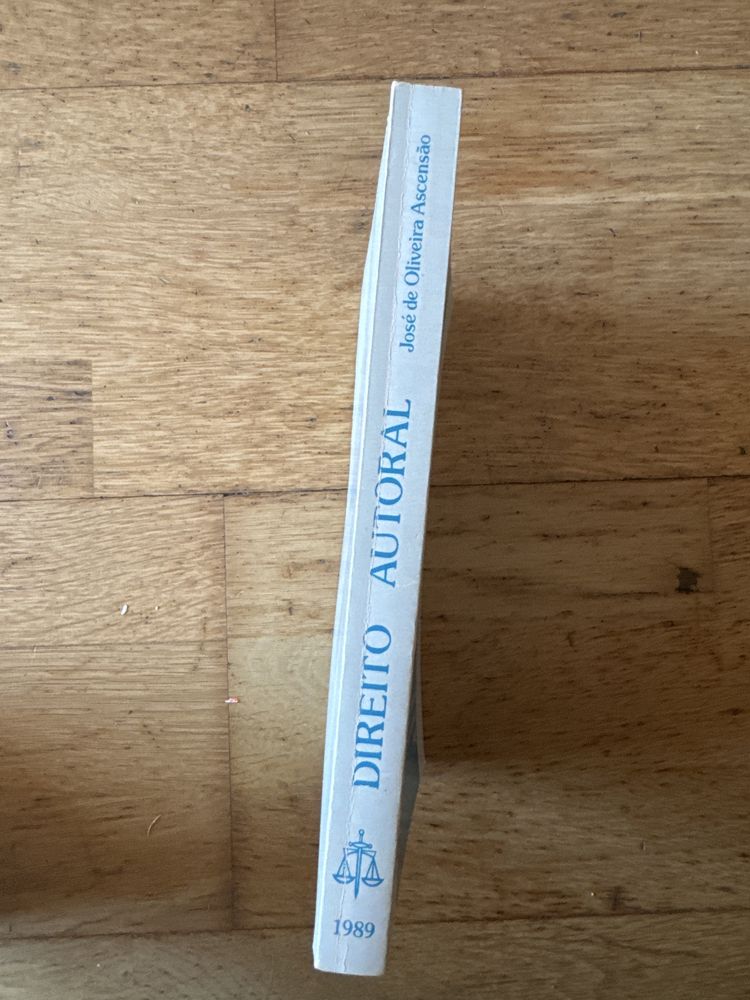 José de Oliveira Ascensão
DIREITO AUTORAL
1989